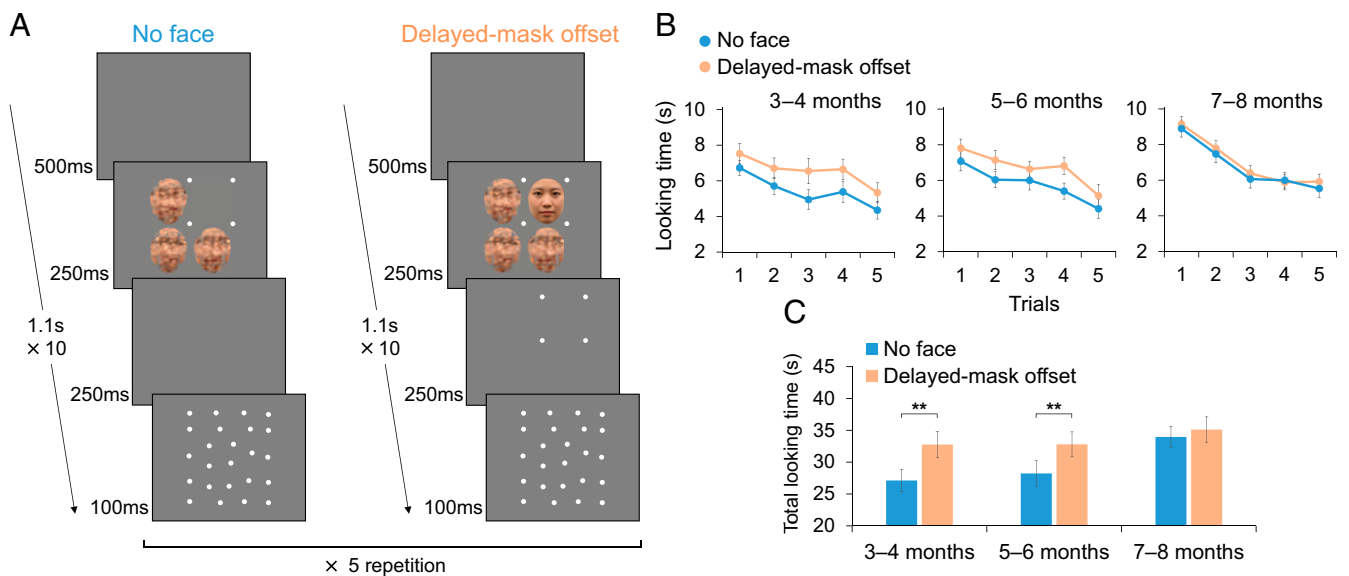 A
No face
Delayed-mask offset
500ms
250ms
1.1s
× 10
250ms
100ms
500ms
250ms
1.1s
× 10
250ms
100ms
× 5 repetition
B
No face
Delayed-mask offset
3–4 months
5–6 months
7–8 months
Looking time (s)
10
8
6
4
2
1 2 3 4 5
10
8
6
4
2
1 2 3 4 5
10
8
6
4
2
1 2 3 4 5
Trials
C
No face
Delayed-mask offset
Total looking time (s)
45
40
35
30
25
20
**
**
3–4 months
5–6 months
7–8 months